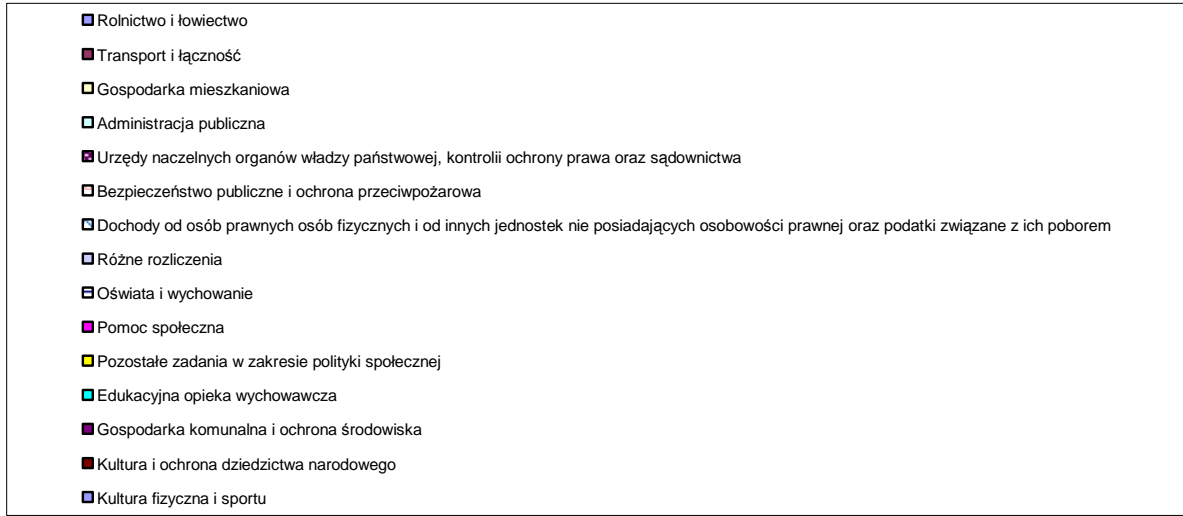 Rolnictwo i łowiectwo
Transport i łączność
Gospodarka mieszkaniowa
Administracja publiczna
Urzędy naczelnych organów władzy państwowej, kontrolii ochrony prawa oraz sądownictwa
Bezpieczeństwo publiczne i ochrona przeciwpożarowa
Dochody od osób prawnych osób fizycznych i od innych jednostek nie posiadających osobowości prawnej oraz podatki związane z ich poborem
Różne rozliczenia
Oświata i wychowanie
Pomoc społeczna
Pozostałe zadania w zakresie polityki społecznej
Edukacyjna opieka wychowawcza
Gospodarka komunalna i ochrona środowiska
Kultura i ochrona dziedzictwa narodowego
Kultura fizyczna i sportu